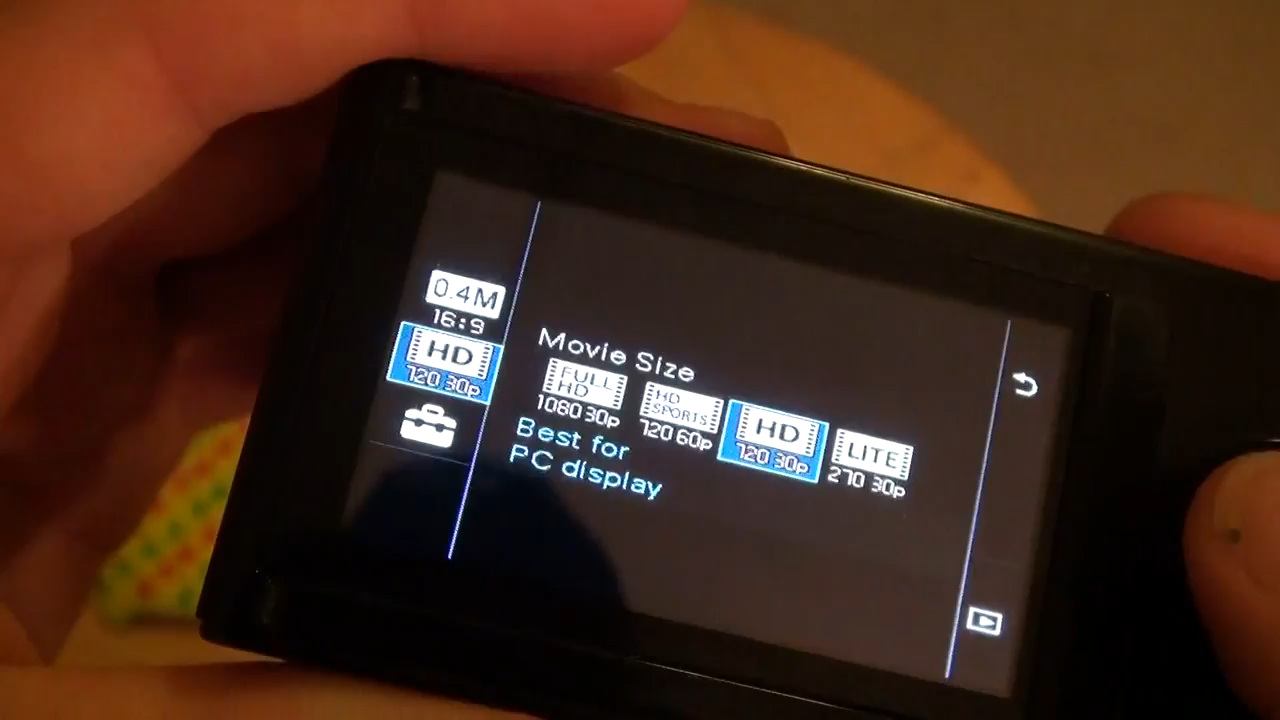 0.4M
16:9
HD
720 30p
Movie Size
FULL HD
1080 30p
HD SPORTS
720 60p
HD
720 30p
LITE
270 30p
Best for
PC display